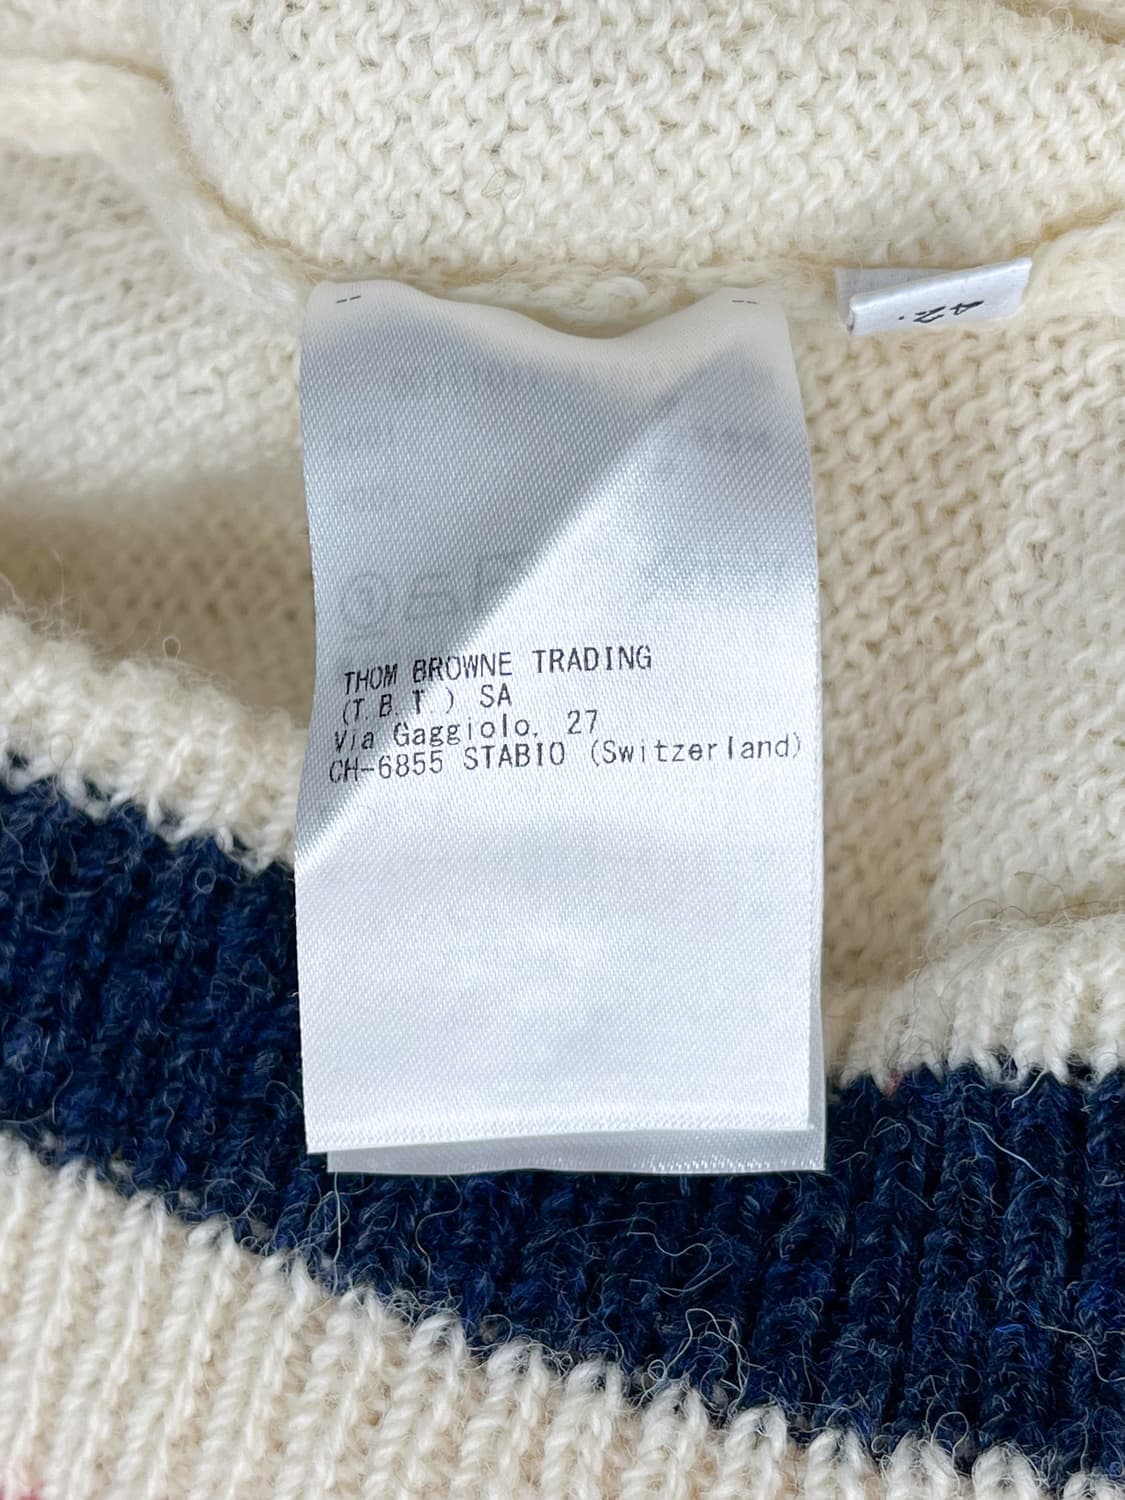 42.
THOM BROWNE TRADING
(T.B.T.) SA
Via Gaggiolo, 27
CH-6855 STABIO (Switzerland)